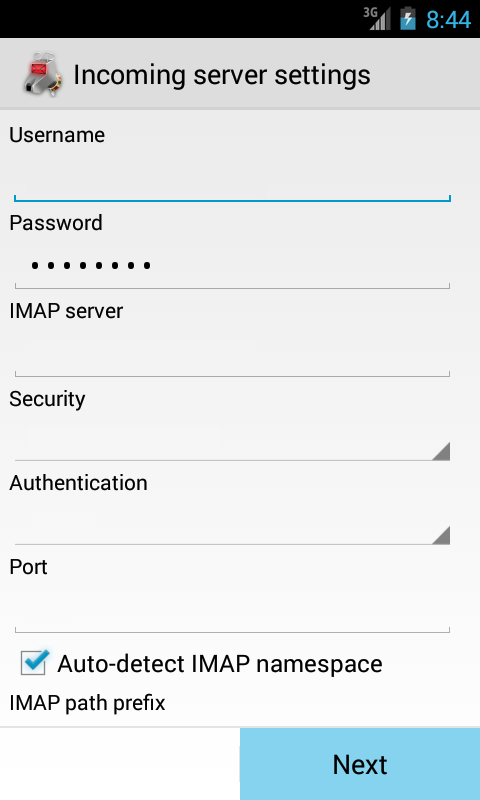 3G 8:44
Incoming server settings
Username
Password
IMAP server
Security
Authentication
Port
Auto-detect IMAP namespace
IMAP path prefix
Next